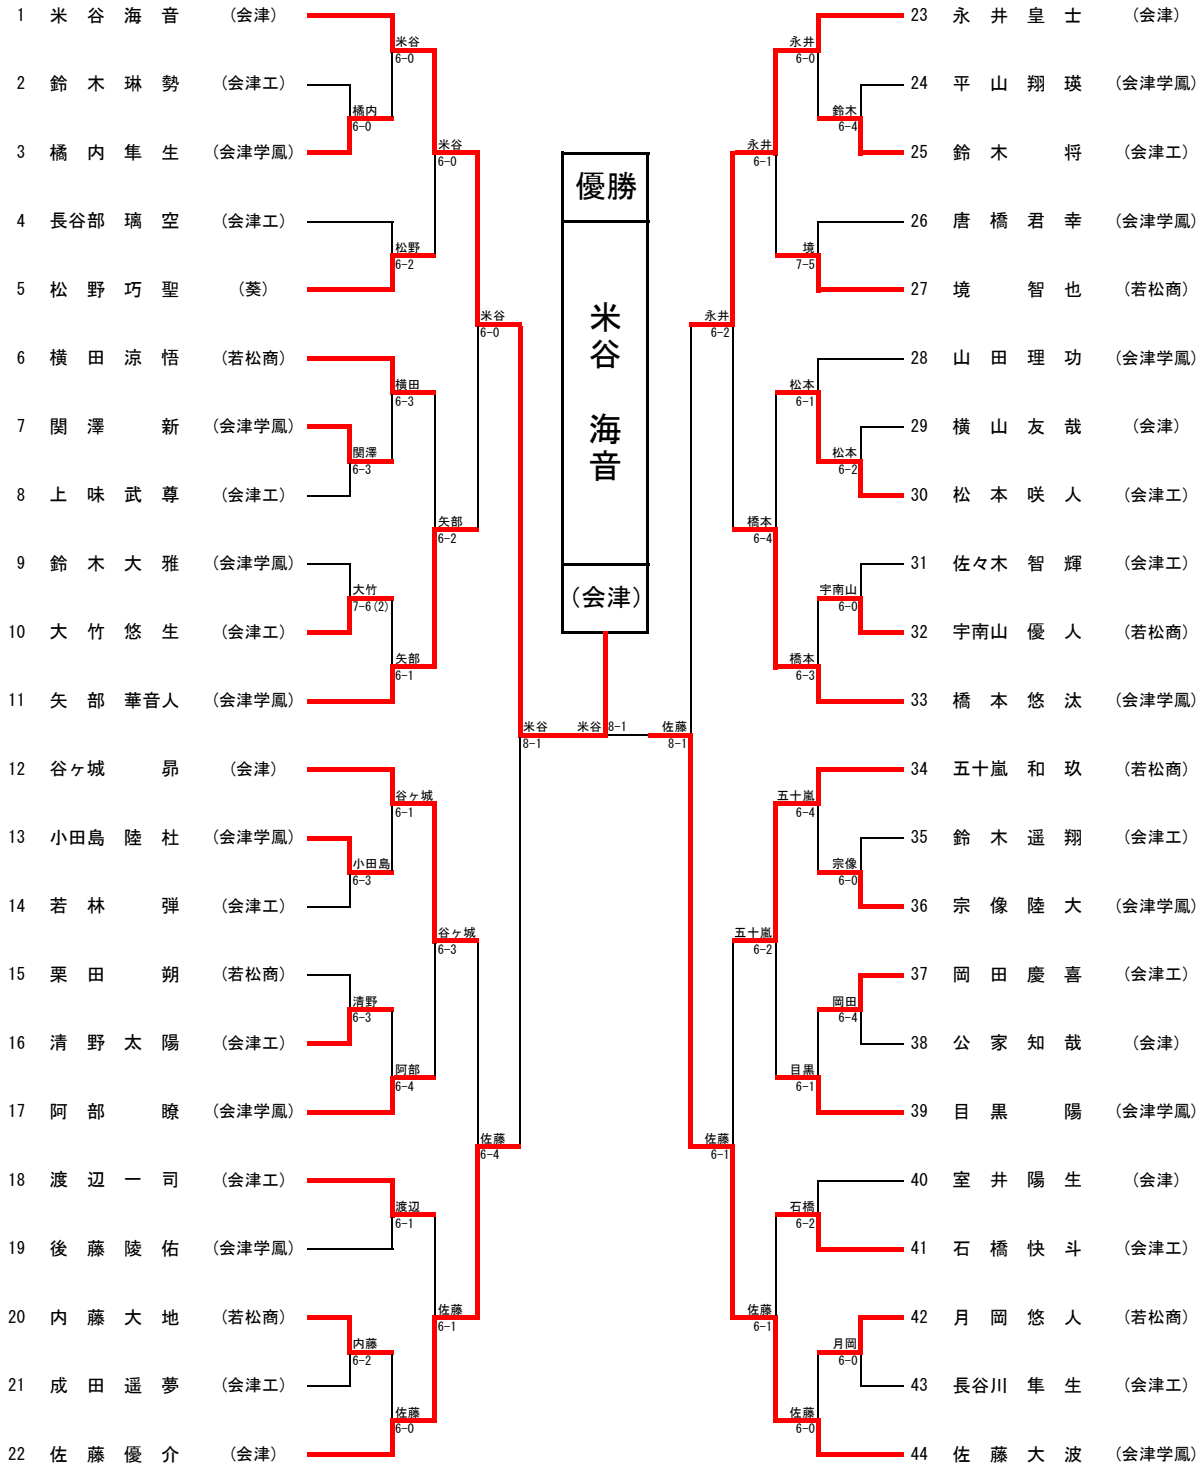 1 米谷海音 (会津)
2 鈴木琳勢 (会津工)
3 橘内隼生 (会津学鳳)
4 長谷部璃空 (会津工)
5 松野巧聖 (葵)
6 横田涼悟 (若松商)
7 関澤新 (会津学鳳)
8 上味武尊 (会津工)
9 鈴木大雅 (会津学鳳)
10 大竹悠生 (会津工)
11 矢部華音人 (会津学鳳)
12 谷ヶ城昴 (会津)
13 小田島陸杜 (会津学鳳)
14 若林弾 (会津工)
15 栗田朔 (若松商)
16 清野太陽 (会津工)
17 阿部瞭 (会津学鳳)
18 渡辺一司 (会津工)
19 後藤陵佑 (会津学鳳)
20 内藤大地 (若松商)
21 成田遥夢 (会津工)
22 佐藤優介 (会津)
橘内
6-0
関澤
6-3
大竹
7-6(2)
小田島
6-3
清野
6-3
内藤
6-2
米谷
6-0
松野
6-2
横田
6-3
矢部
6-1
谷ヶ城
6-1
阿部
6-4
渡辺
6-1
佐藤
6-0
米谷
6-0
矢部
6-2
谷ヶ城
6-3
佐藤
6-1
米谷
6-0
佐藤
6-4
米谷
8-1
優勝
米谷 海音
(会津)
米谷 8-1
佐藤
8-1
永井
6-2
佐藤
6-1
永井
6-1
橋本
6-4
五十嵐
6-2
佐藤
6-1
永井
6-0
境
7-5
松本
6-1
橋本
6-3
五十嵐
6-4
目黒
6-1
石橋
6-2
佐藤
6-0
鈴木
6-4
松本
6-2
宇南山
6-0
宗像
6-0
岡田
6-4
月岡
6-0
23 永井皇士 (会津)
24 平山翔瑛 (会津学鳳)
25 鈴木将 (会津工)
26 唐橋君幸 (会津学鳳)
27 境智也 (若松商)
28 山田理功 (会津学鳳)
29 横山友哉 (会津)
30 松本咲人 (会津工)
31 佐々木智輝 (会津工)
32 宇南山優人 (若松商)
33 橋本悠汰 (会津学鳳)
34 五十嵐和玖 (若松商)
35 鈴木遥翔 (会津工)
36 宗像陸大 (会津学鳳)
37 岡田慶喜 (会津工)
38 公家知哉 (会津)
39 目黒陽 (会津学鳳)
40 室井陽生 (会津)
41 石橋快斗 (会津工)
42 月岡悠人 (若松商)
43 長谷川隼生 (会津工)
44 佐藤大波 (会津学鳳)